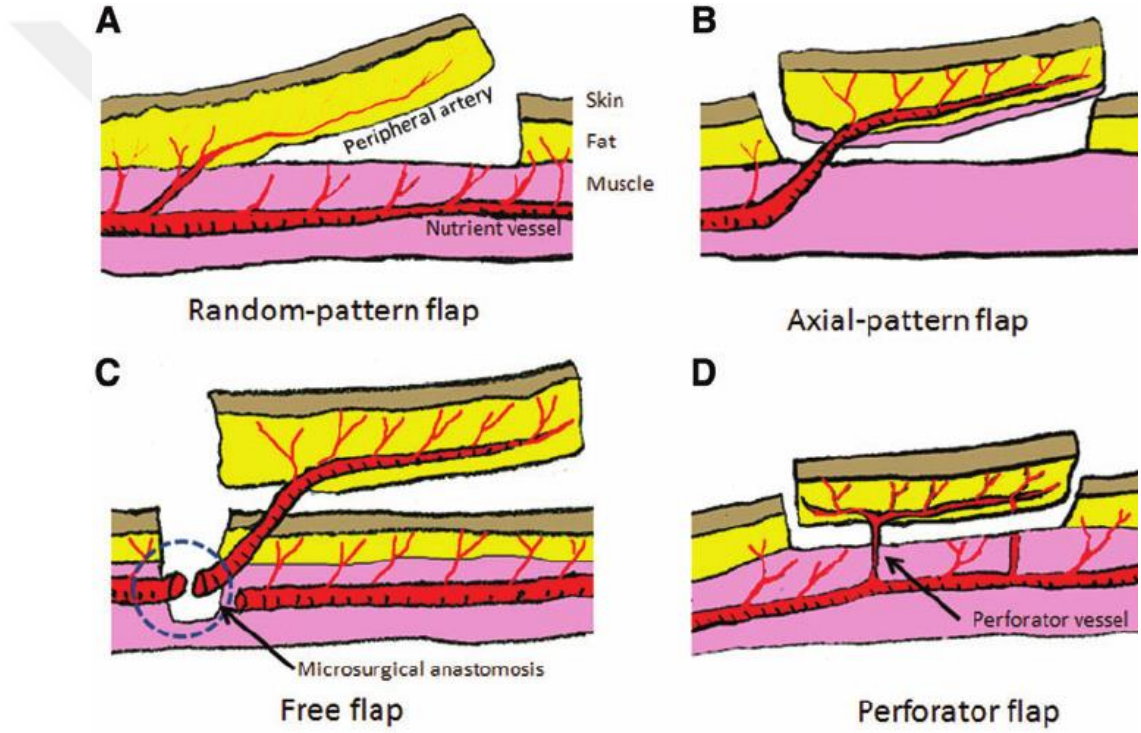 A
Peripheral artery
Skin
Fat
Muscle
Nutrient vessel
Random-pattern flap
B
Axial-pattern flap
C
Microsurgical anastomosis
Free flap
D
Perforator vessel
Perforator flap